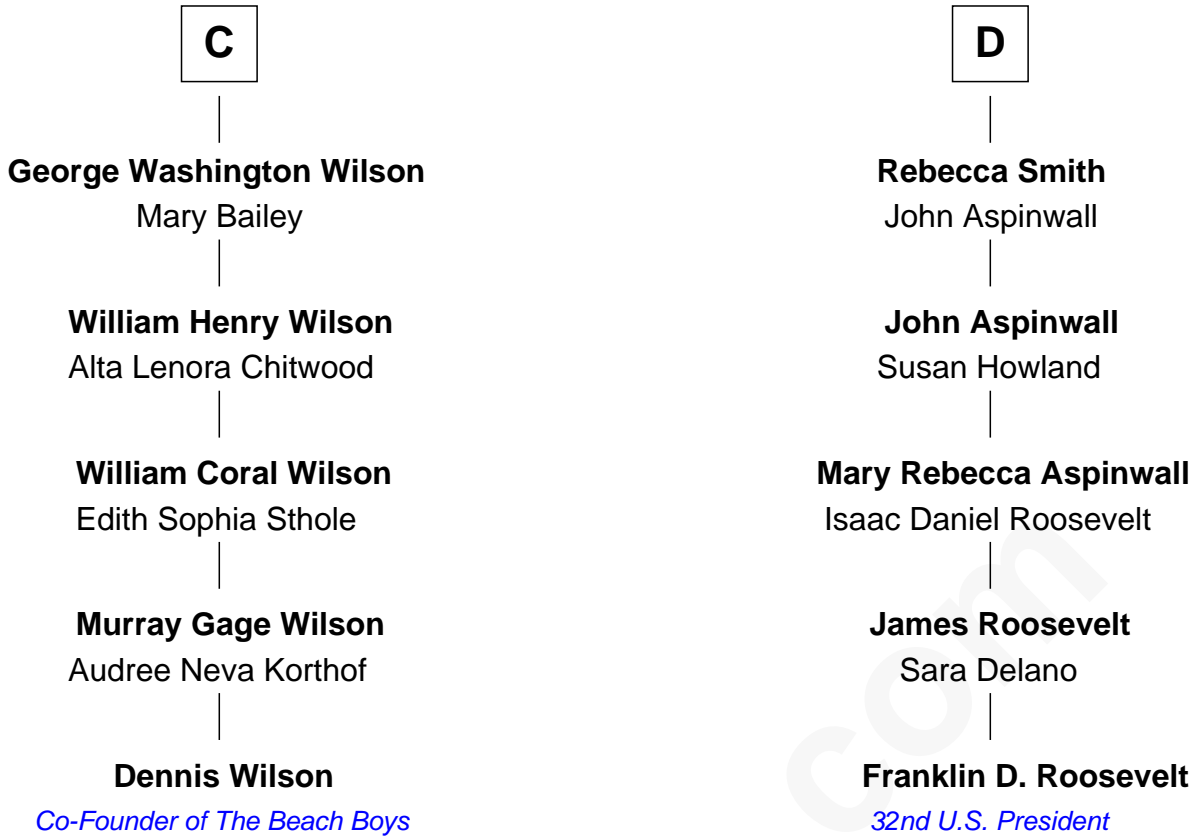 C
George Washington Wilson
Mary Bailey
William Henry Wilson
Alta Lenora Chitwood
William Coral Wilson
Edith Sophia Sthole
Murray Gage Wilson
Audree Neva Korthof
Dennis Wilson
Co-Founder of The Beach Boys
D
Rebecca Smith
John Aspinwall
John Aspinwall
Susan Howland
Mary Rebecca Aspinwall
Isaac Daniel Roosevelt
James Roosevelt
Sara Delano
Franklin D. Roosevelt
32nd U.S. President
com